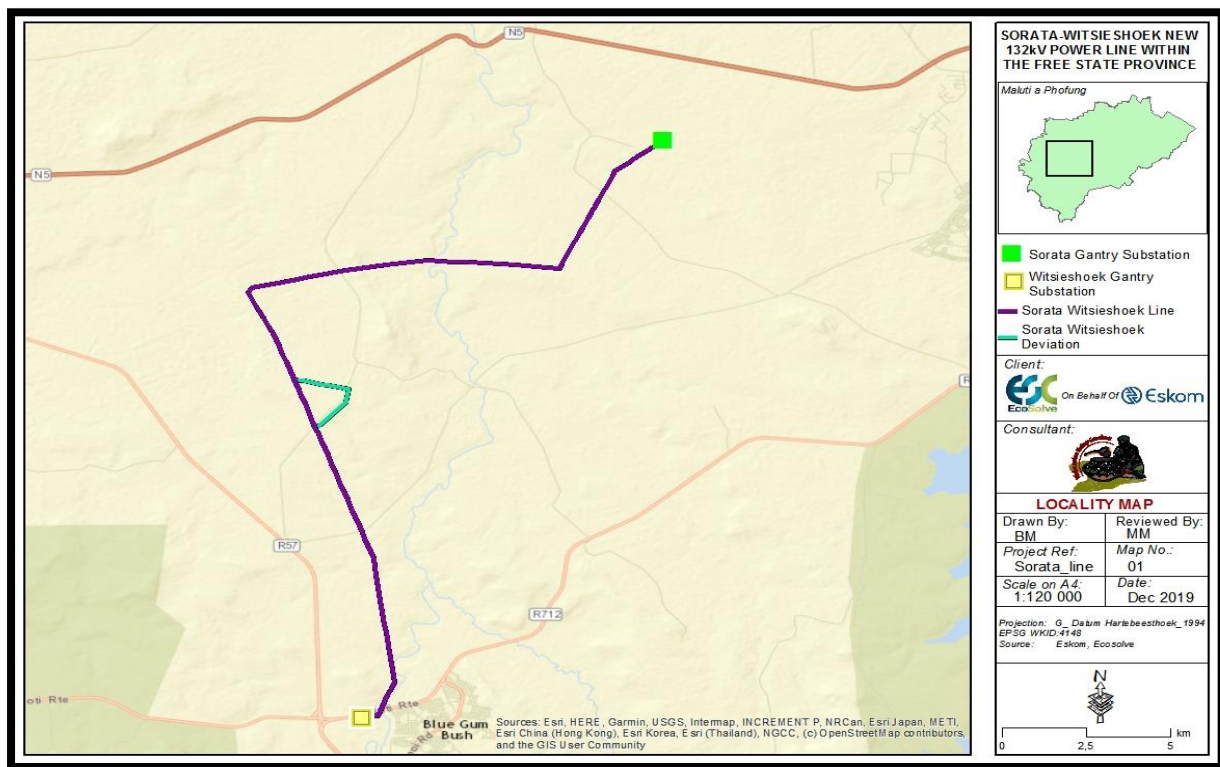 N5
N5
R57
R712
oti Rte
Rte
Blue Gum
Bush
Sources: Esri, HERE, Garmin, USGS, Intermap, INCREMENT P, NRCan, Esri Japan, METI,
Esri China (Hong Kong), Esri Korea, Esri (Thailand), NGCC, (c) OpenStreetMap contributors,
and the GIS User Community
SORATA-WITSIESHOEK NEW
132kV POWER LINE WITHIN
THE FREE STATE PROVINCE
Maluti a Phofung
Sorata Gantry Substation
Witsieshoek Gantry
Substation
Sorata Witsieshoek Line
Sorata Witsieshoek
Deviation
Client:
ESC
EcoSolve
On Behalf Of Eskom
Consultant:
LOCALITY MAP
Drawn By:
BM
Reviewed By:
MM
Project Ref:
Sorata_line
Map No.:
01
Scale on A4:
1:120 000
Date:
Dec 2019
Projection: G_ Datum Hartebeesthoek_1994
EPSG WKID:4148
Source: Eskom, Ecosolve
N
km
0 2,5 5